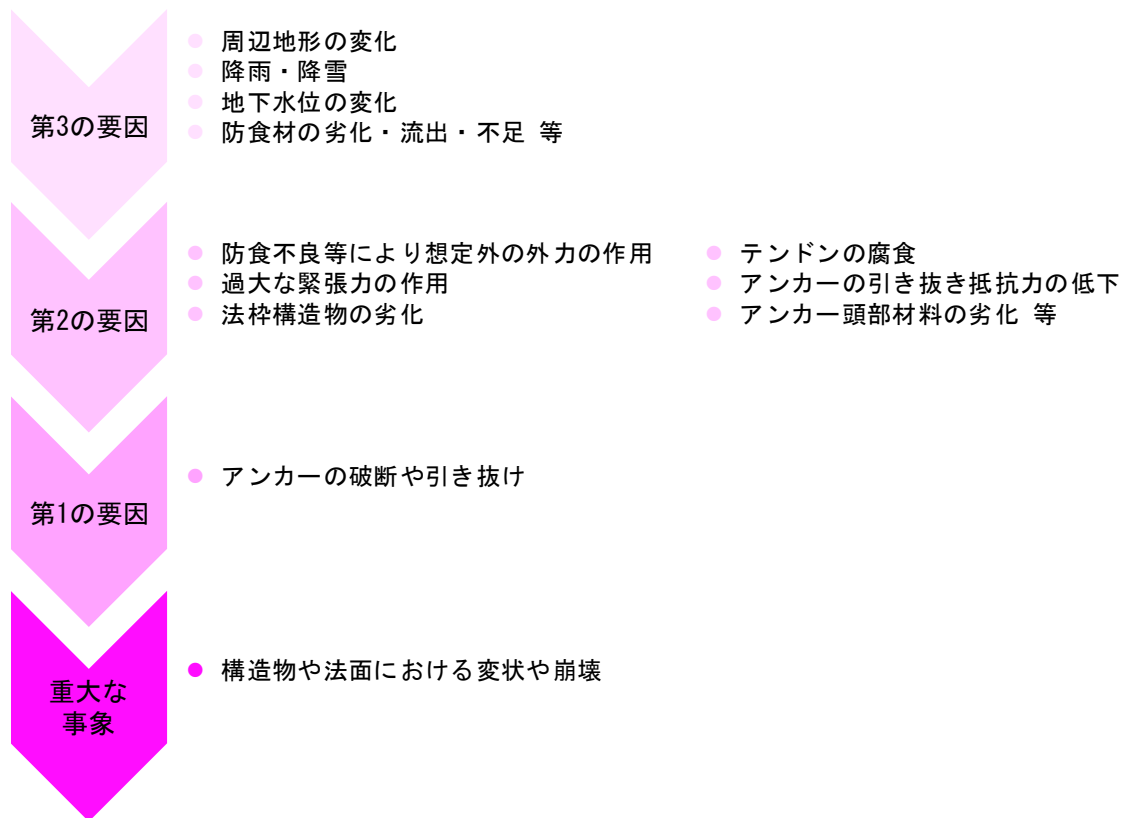 第3の要因
周辺地形の変化
降雨・降雪
地下水位の変化
防食材の劣化・流出・不足 等
第2の要因
防食不良等により想定外の外力の作用
過大な緊張力の作用
法枠構造物の劣化
テンドンの腐食
アンカーの引き抜き抵抗力の低下
アンカー頭部材料の劣化 等
第1の要因
アンカーの破断や引き抜け
重大な
事象
構造物や法面における変状や崩壊